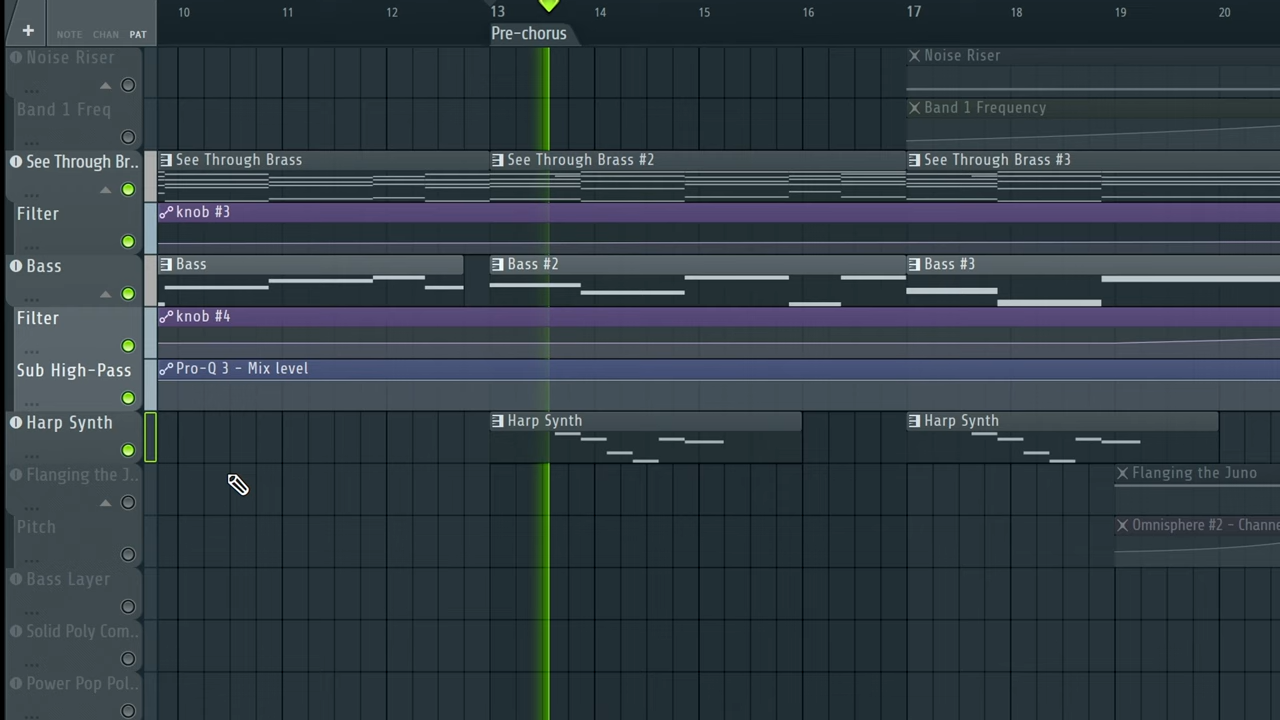 10 11 12 13 14 15 16 17 18 19 20
+ NOTE CHAN PAT
Pre-chorus
Noise Riser
...
Noise Riser
Band 1 Freq
...
Band 1 Frequency
See Through Br..
...
See Through Brass
See Through Brass #2
See Through Brass #3
Filter
...
knob #3
Bass
...
Bass
Bass #2
Bass #3
Filter
...
knob #4
Sub High-Pass
...
Pro-Q 3 - Mix level
Harp Synth
...
Harp Synth
Harp Synth
Flanging the J..
...
Flanging the Juno
Pitch
...
Omnisphere #2 - Channe
Bass Layer
...
Solid Poly Com..
...
Power Pop Pol..
...